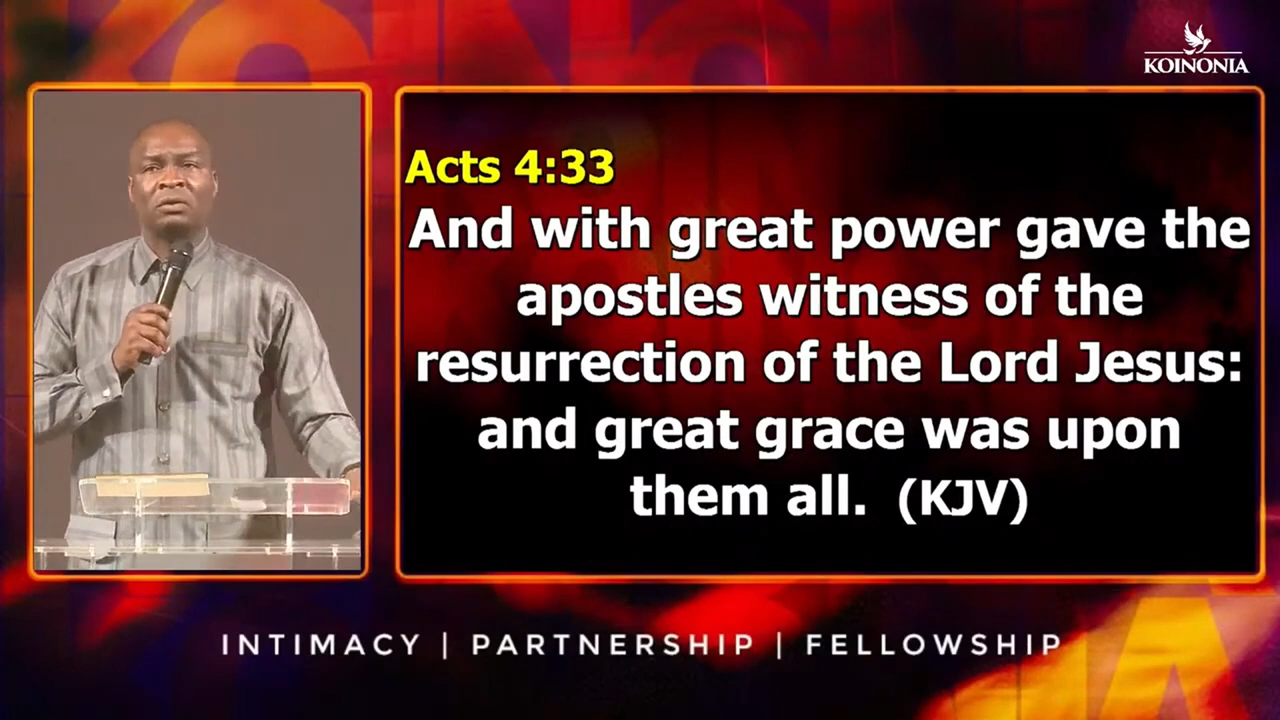 KOINONIA
Acts 4:33
And with great power gave the
apostles witness of the
resurrection of the Lord Jesus:
and great grace was upon
them all. (KJV)
INTIMACY | PARTNERSHIP | FELLOWSHIP